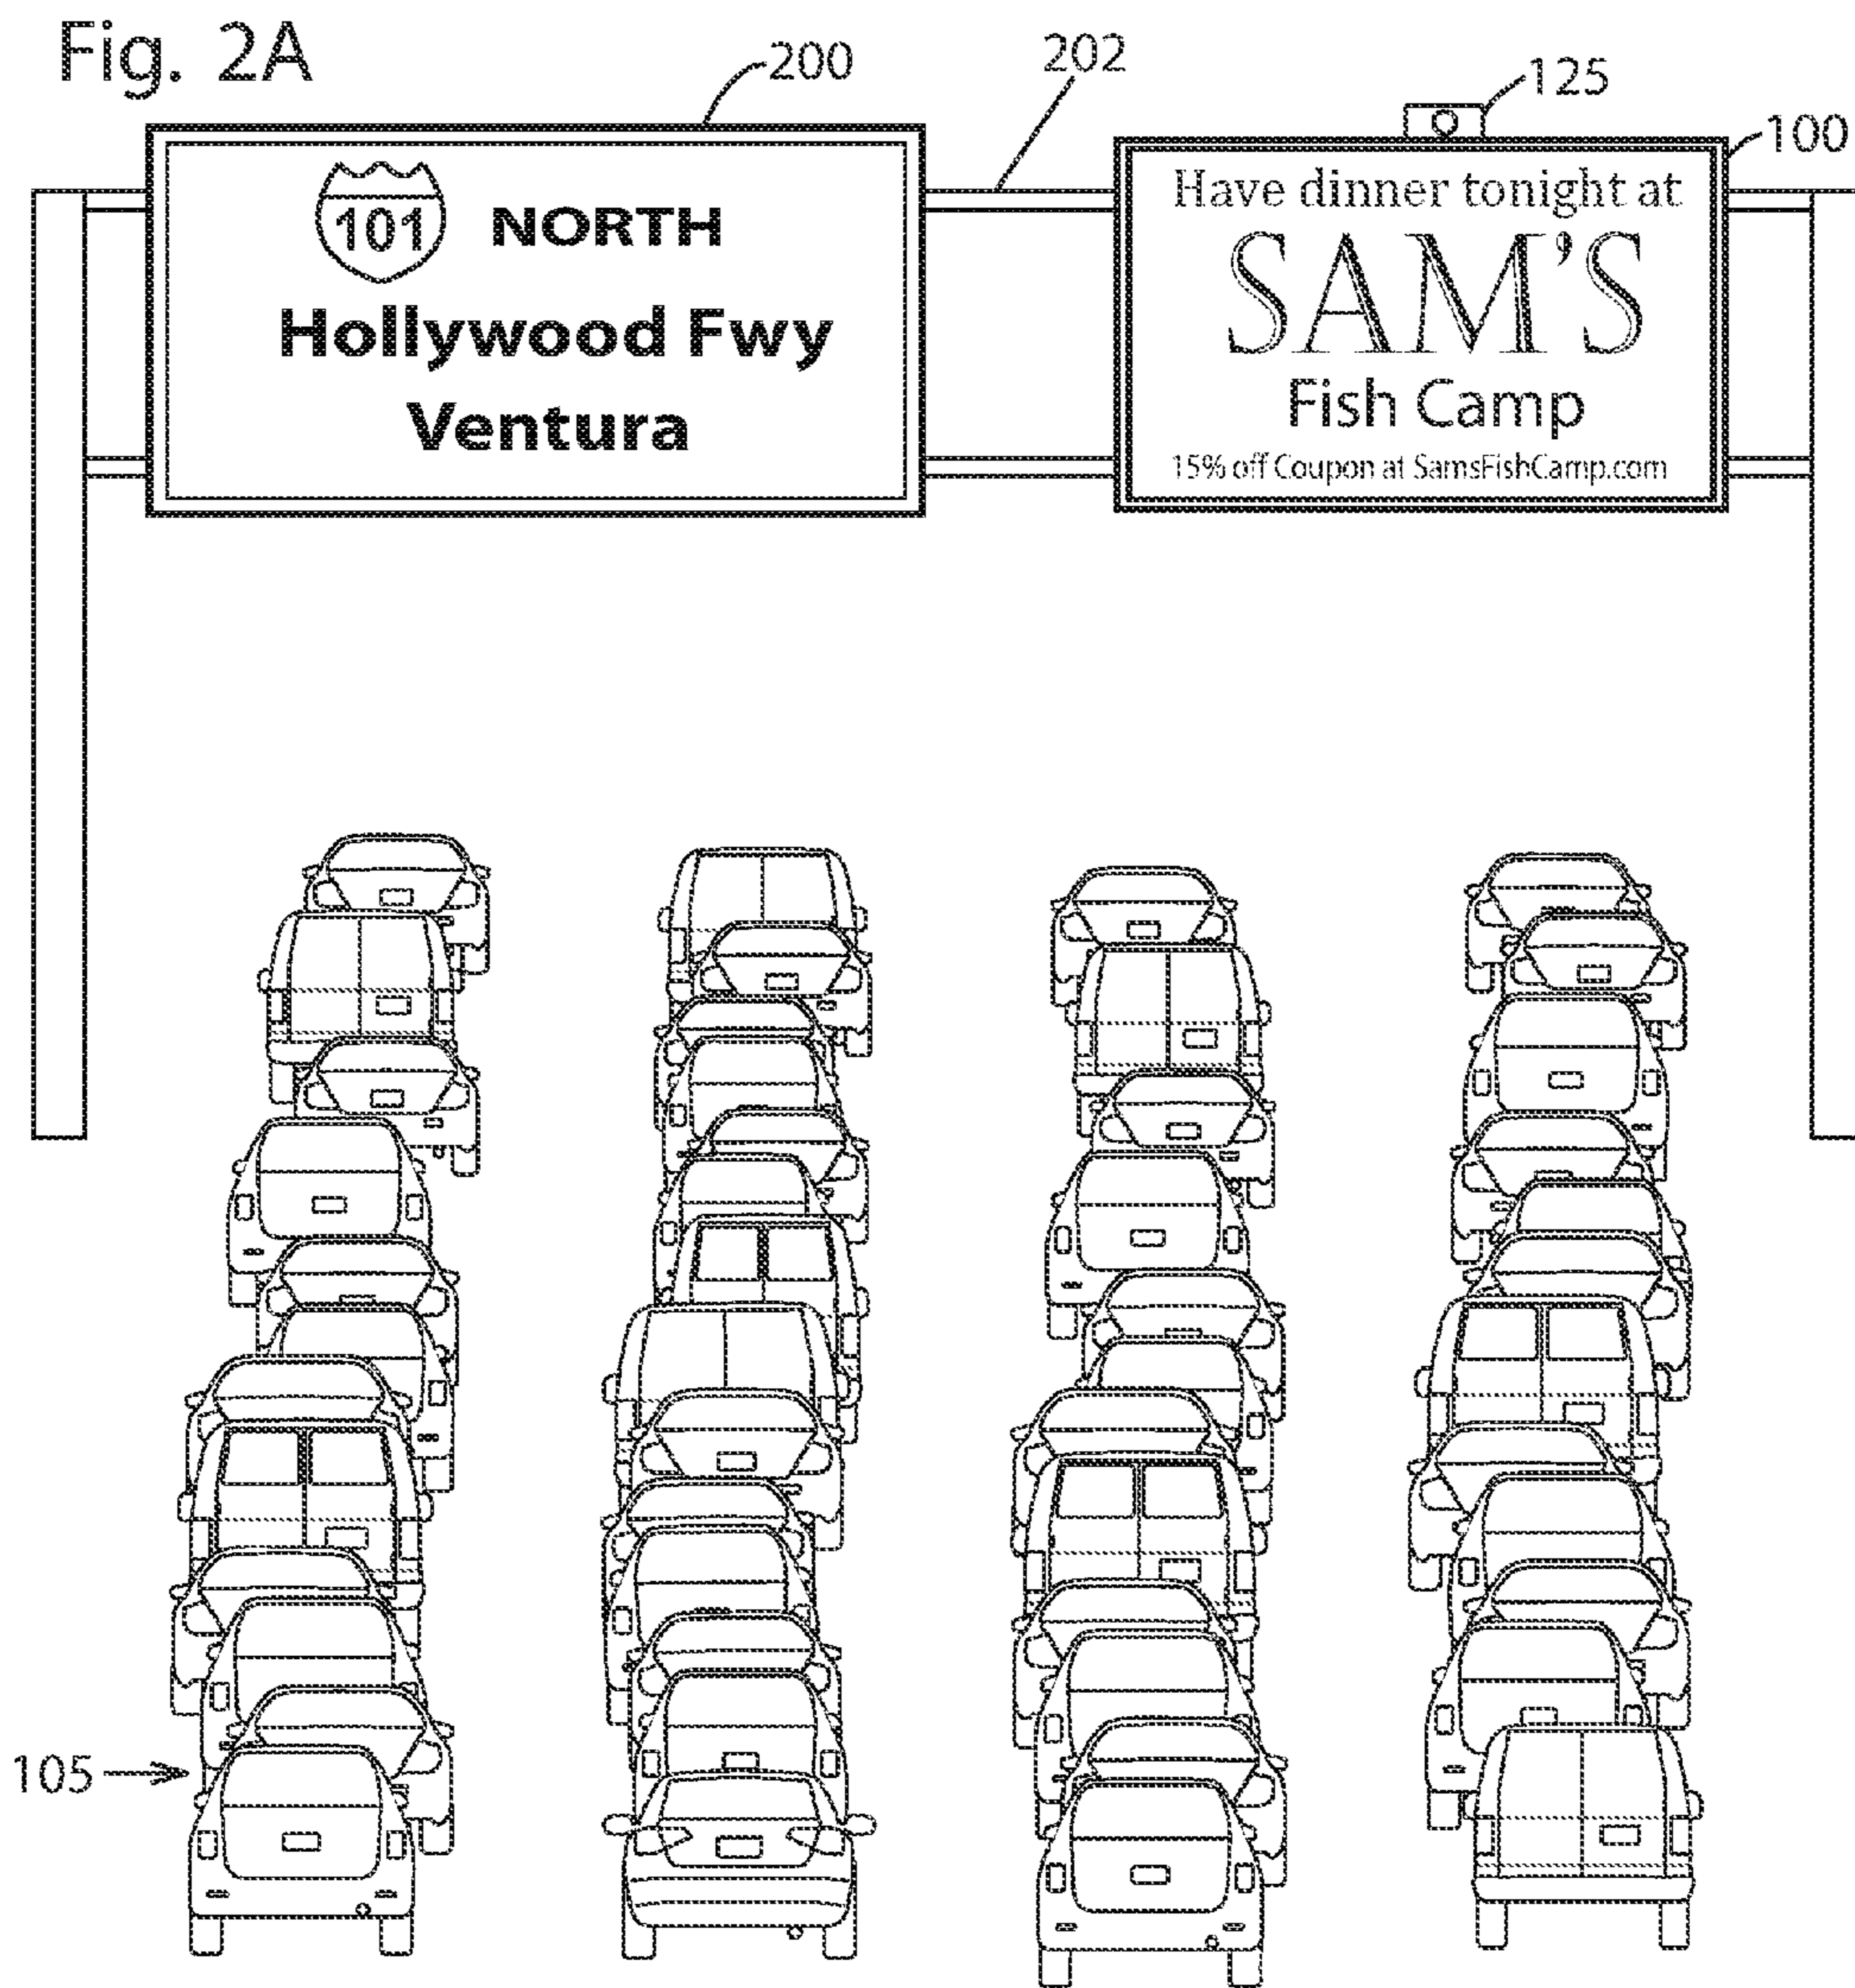 Fig. 2A
200
202
125
100
101 NORTH
Hollywood Fwy
Ventura
Have dinner tonight at
SAM'S
Fish Camp
15% off Coupon at SamsFishCamp.com
105